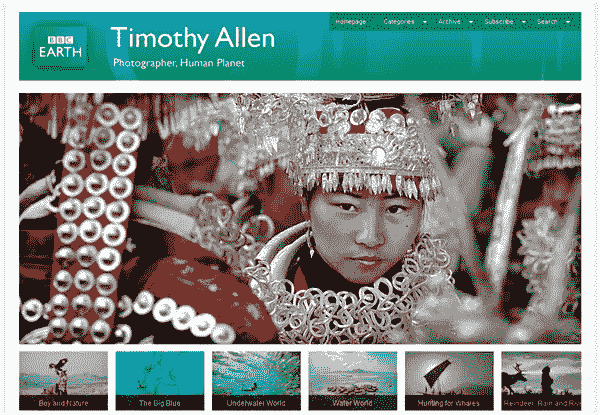 BBC
EARTH
Timothy Allen
Photographer, Human Planet
Homepage
Categories
Archive
Subscribe
Search
Boy and Nature
The Big Blue
Underwater World
Water World
Hunting for Whales
Reindeer, Rain and Riv